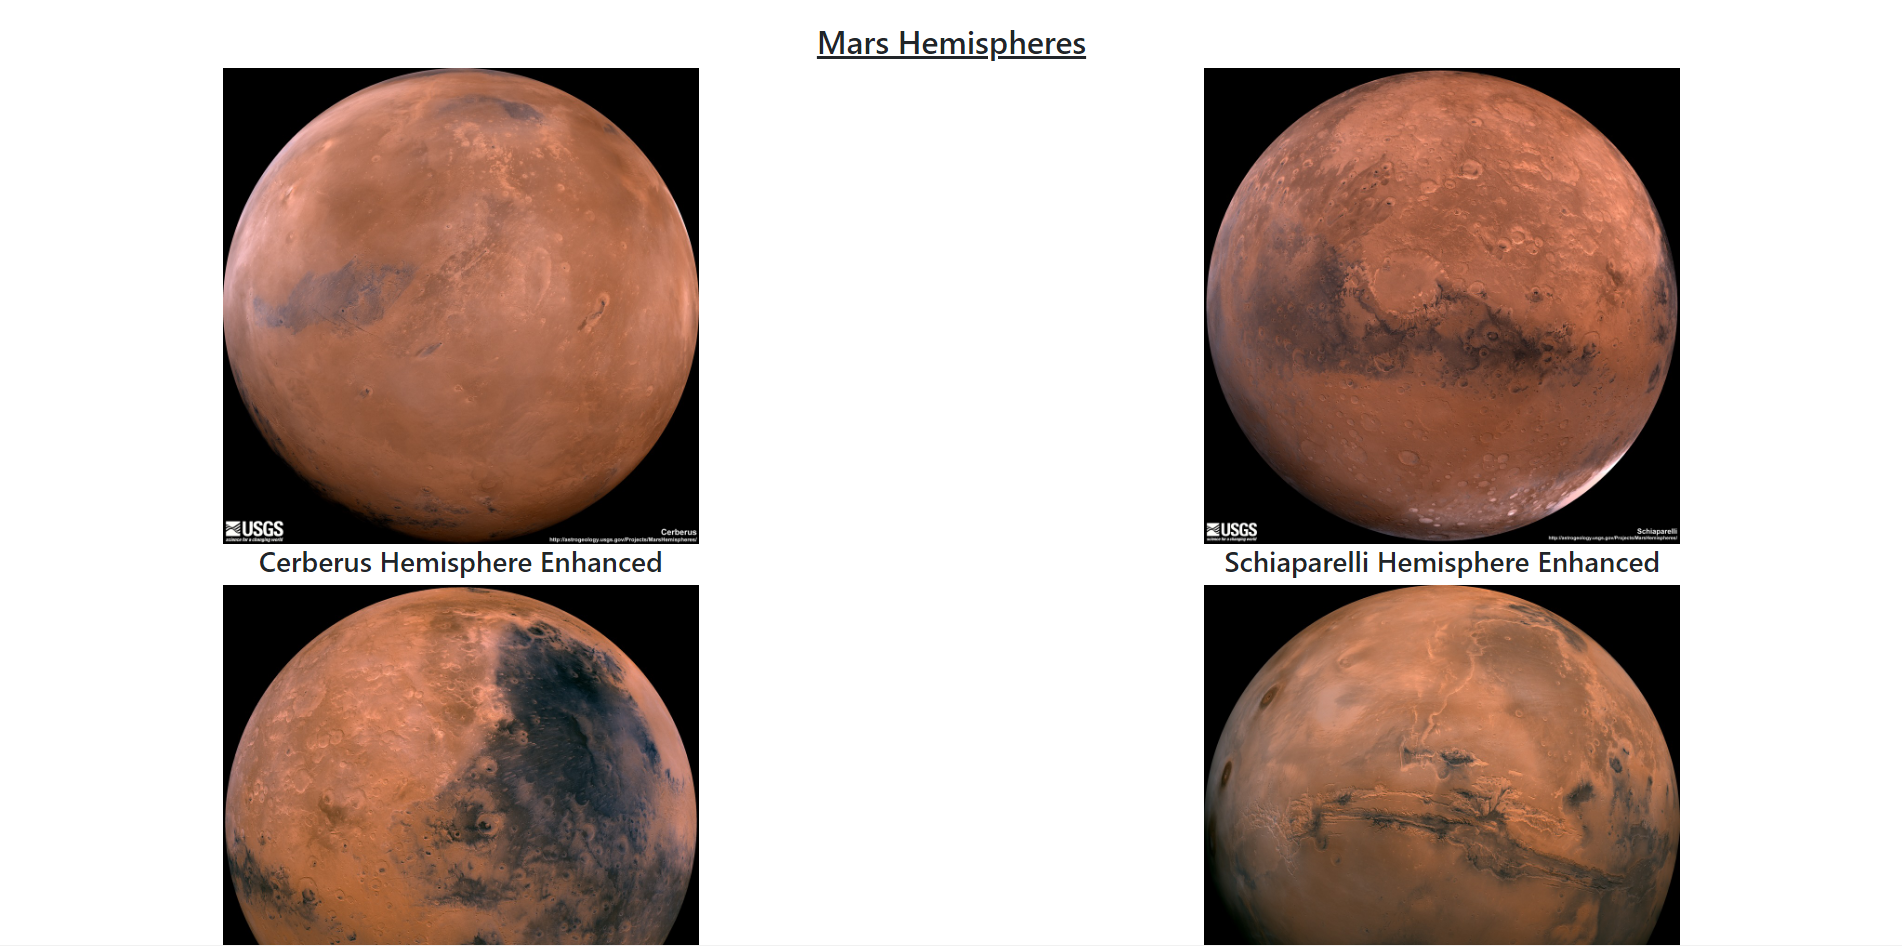 Mars Hemispheres
USGS
science for a changing world
Cerberus
http://astrogeology.usgs.gov/Projects/MarsHemispheres/
USGS
science for a changing world
Schiaparelli
http://astrogeology.usgs.gov/Projects/MarsHemispheres/
Cerberus Hemisphere Enhanced
Schiaparelli Hemisphere Enhanced